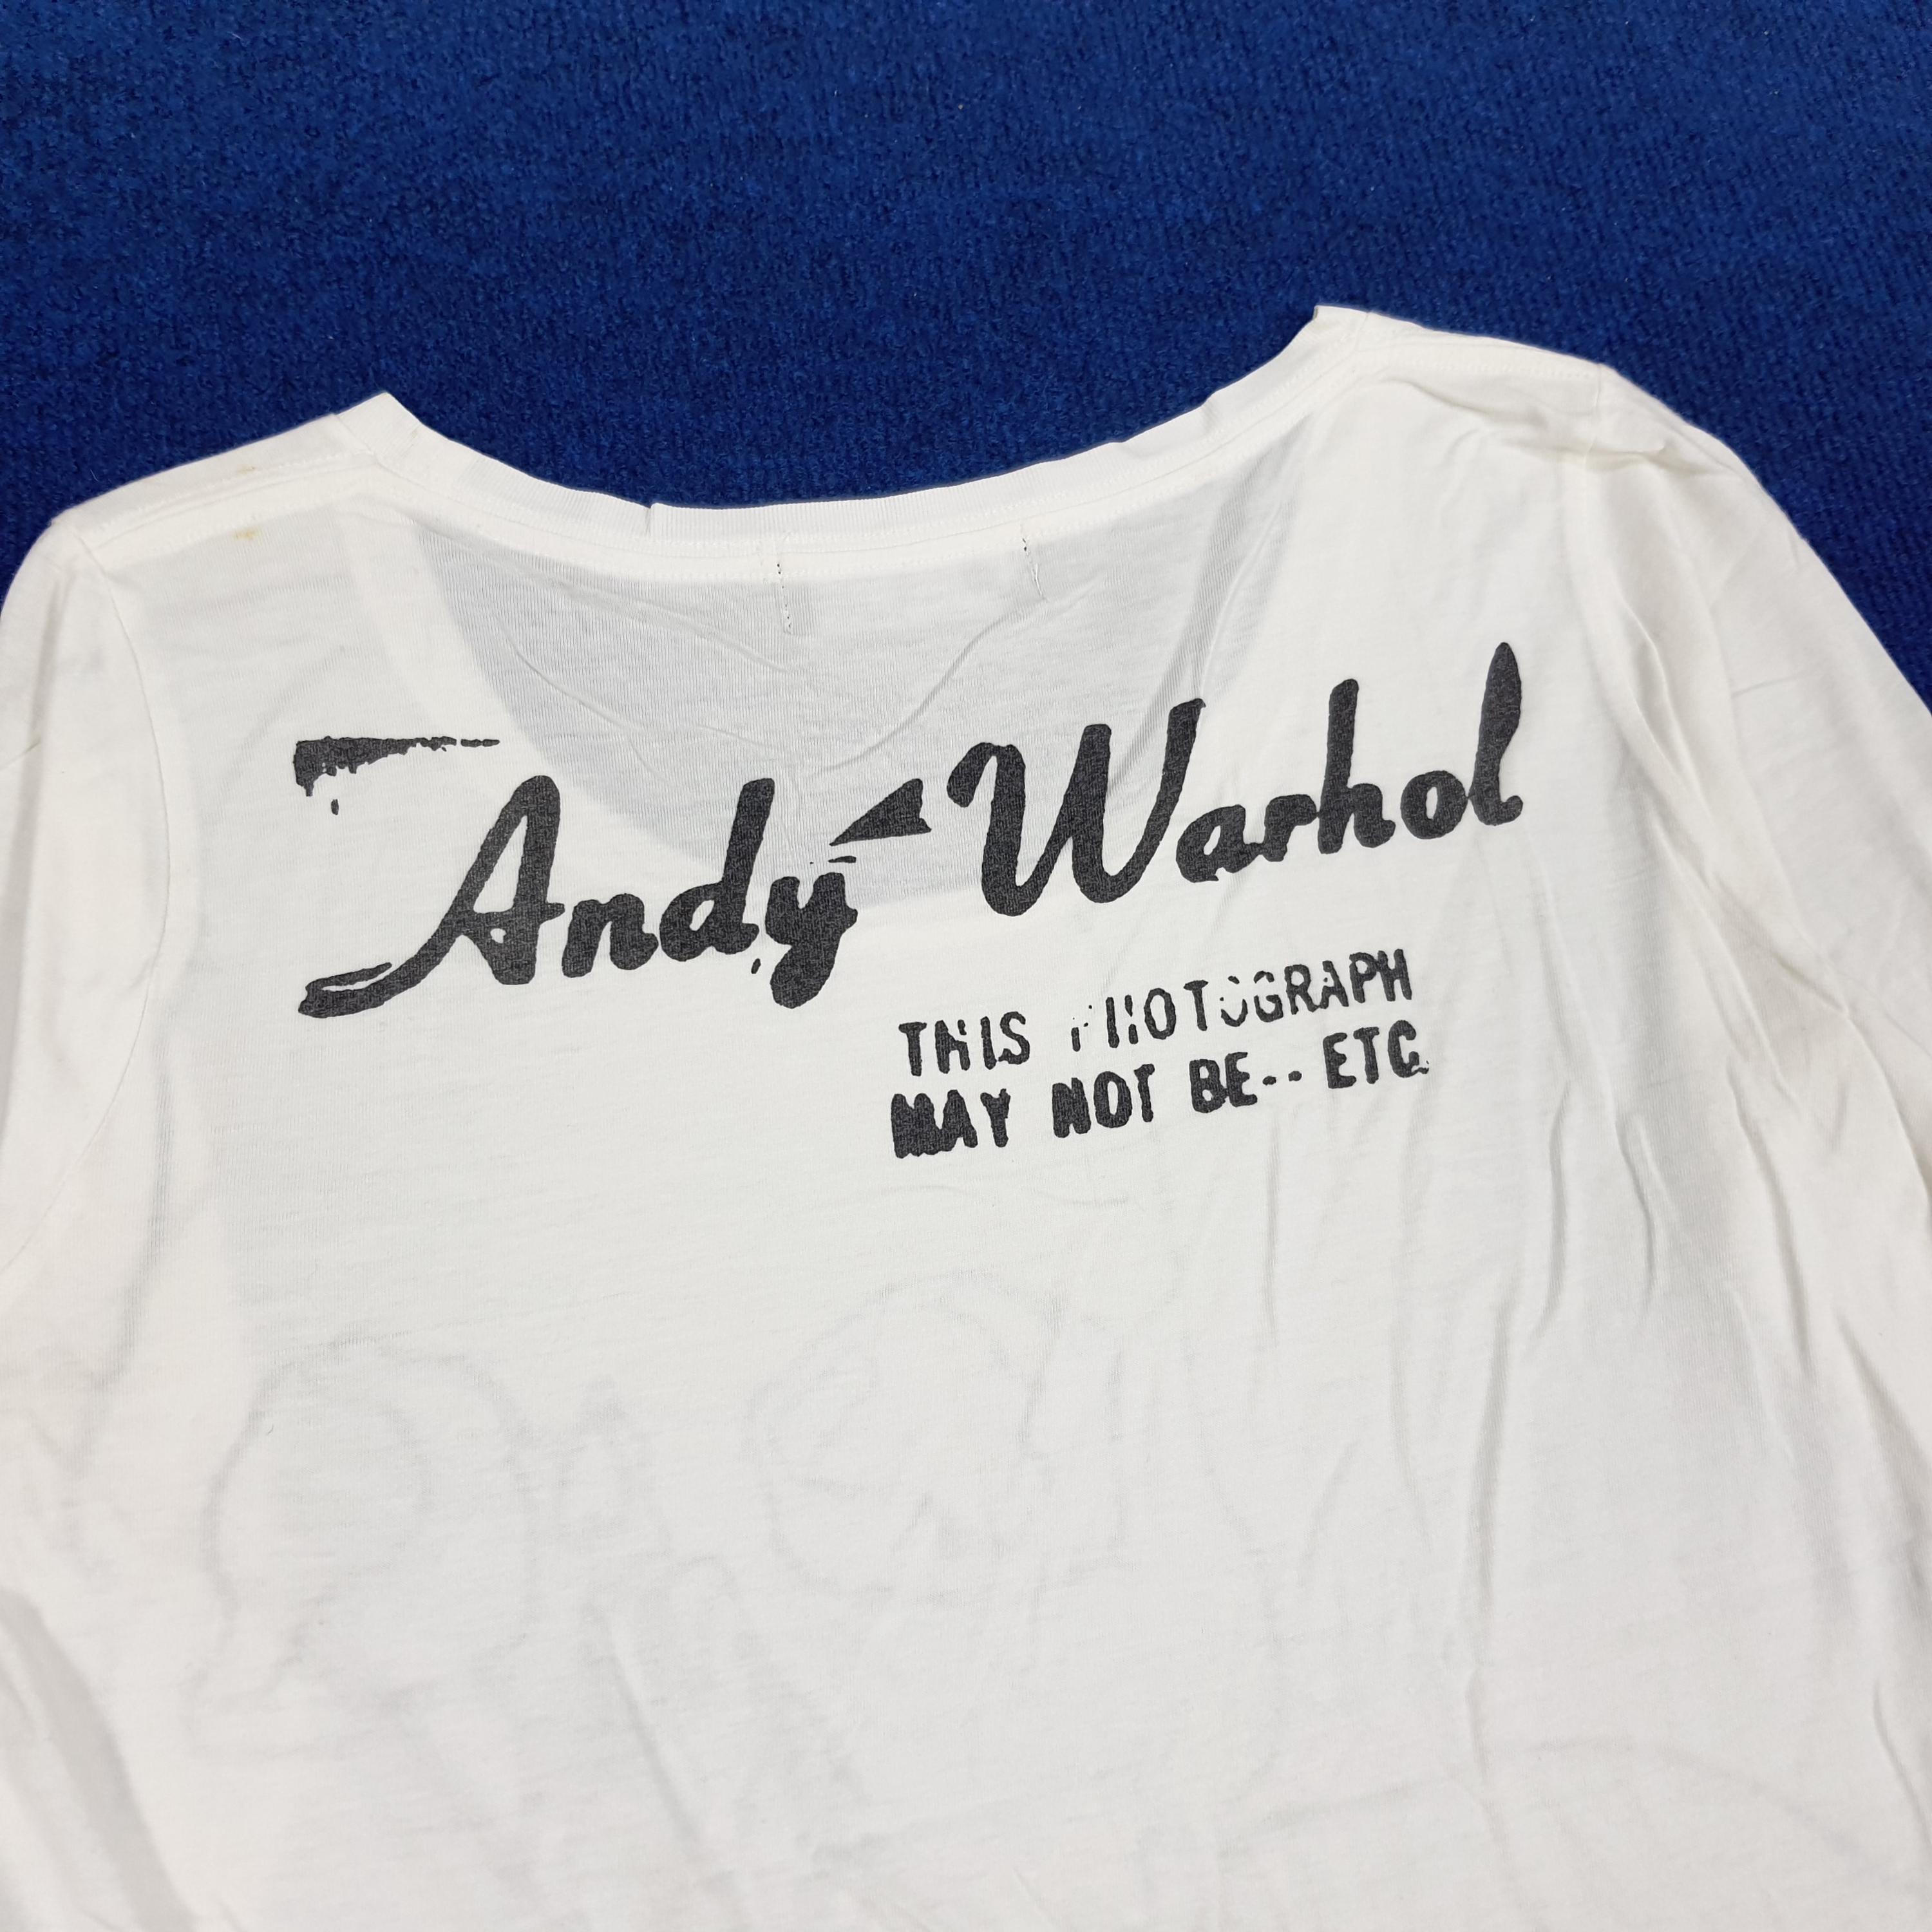 Andy Warhol
THIS PHOTOGRAPH
MAY NOT BE-- ETC.